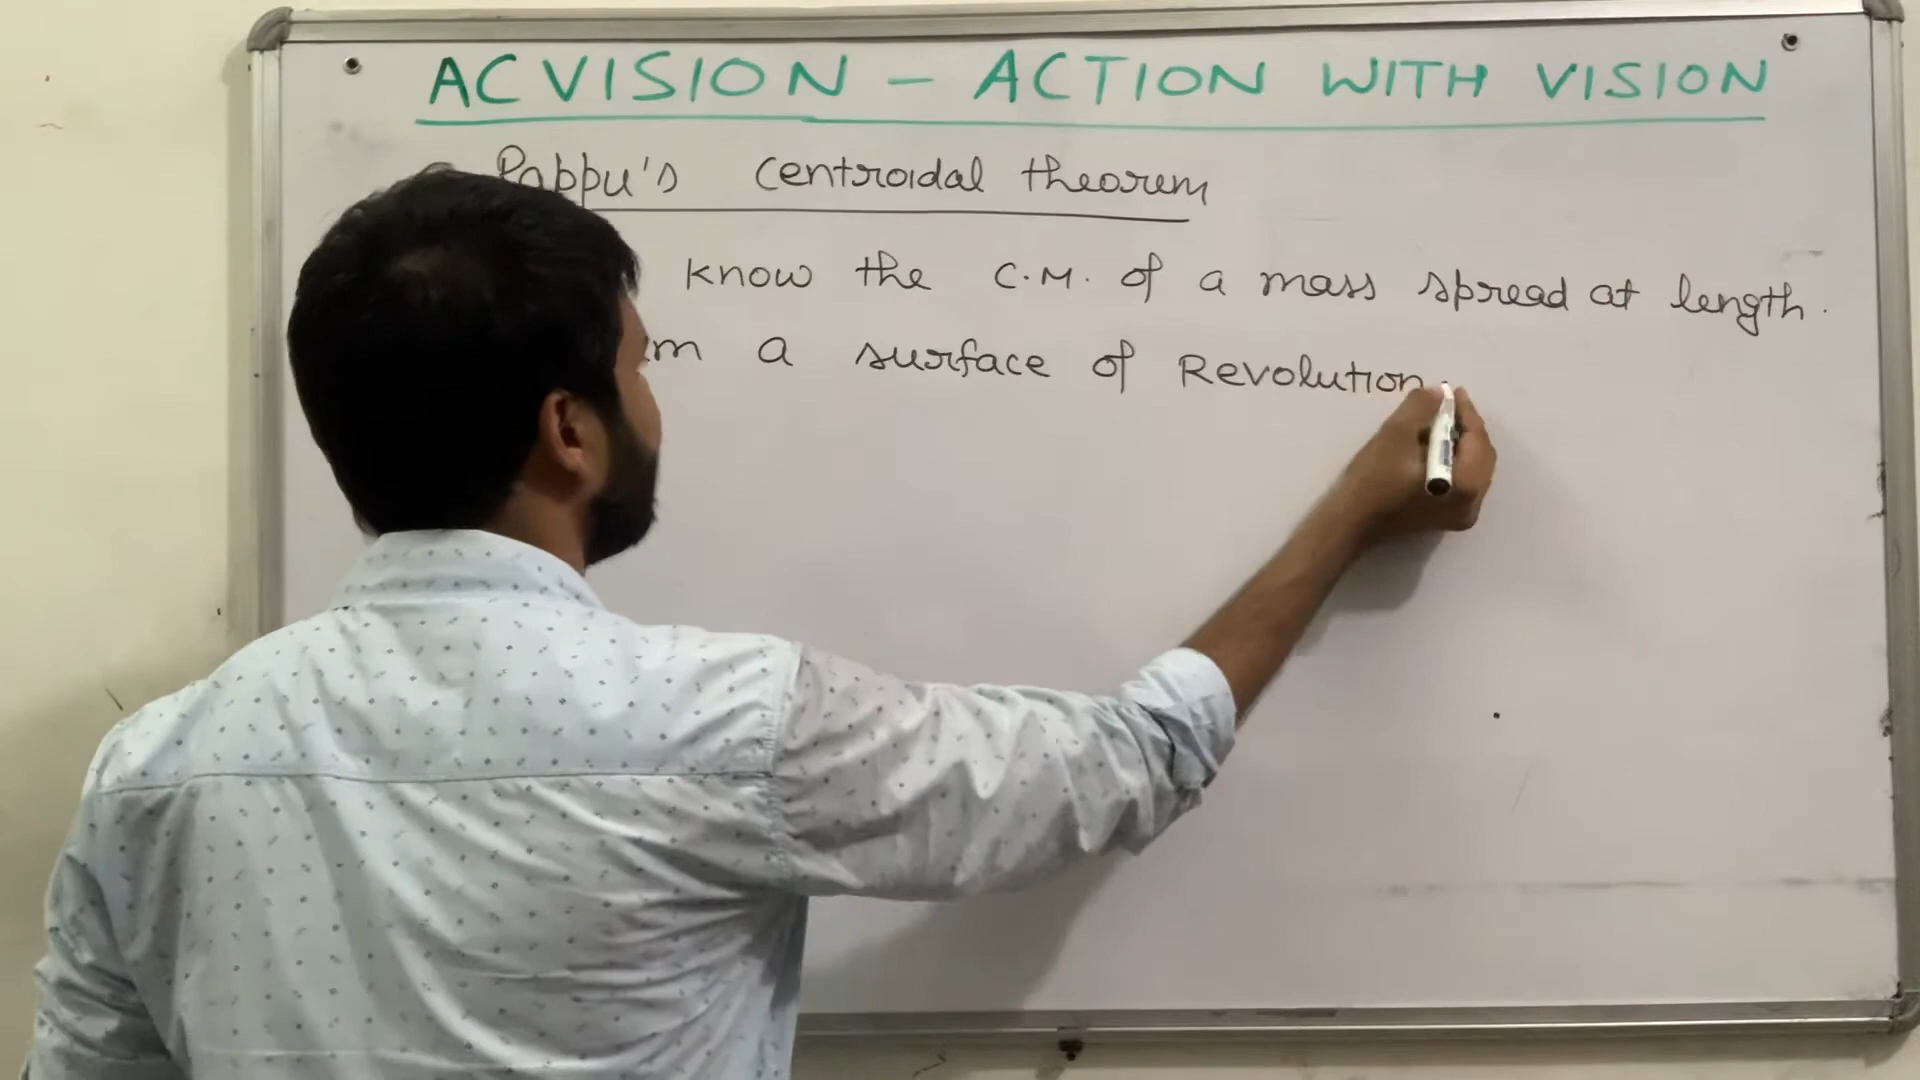 ACVISION - ACTION WITH VISION
Pappu's centroidal theorem
know the C.M. of a mass spread at length.
a surface of Revolution